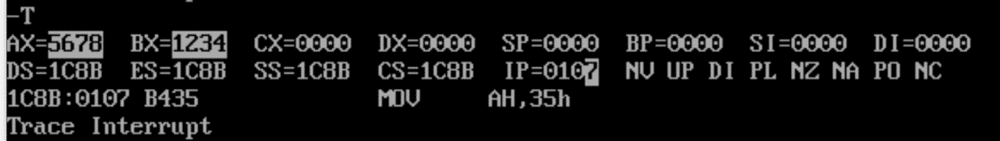 -T
AX=5678 BX=1234 CX=0000 DX=0000 SP=0000 BP=0000 SI=0000 DI=0000
DS=1C8B ES=1C8B SS=1C8B CS=1C8B IP=0107 NV UP DI PL NZ NA PO NC
1C8B:0107 B435 MOV AH,35h
Trace Interrupt